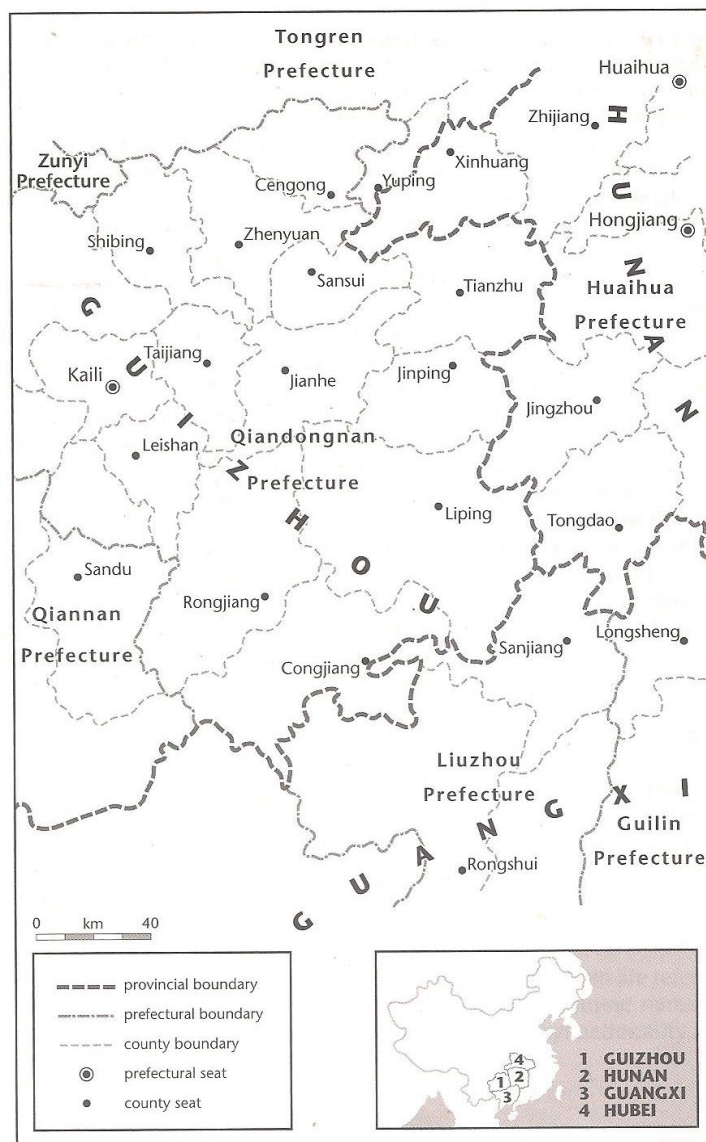 Tongren
Prefecture
Huaihua
Zhijiang
H
Xinhuang
Zunyi
Prefecture
Cengong
Yuping
U
Hongjiang
Shibing
Zhenyuan
Sansui
N
Tianzhu
Huaihua
Prefecture
G
A
Taijiang
U
Kaili
Jianhe
Jinping
Jingzhou
N
I
Leishan
Qiandongnan
Prefecture
Z
H
Liping
Tongdao
O
Sandu
Rongjiang
U
Qiannan
Prefecture
Sanjiang
Longsheng
Congjiang
Liuzhou
Prefecture
G U A N G X I
Guilin
Prefecture
Rongshui
0 km 40
provincial boundary
prefectural boundary
county boundary
prefectural seat
county seat
4
1 2
3
1 GUIZHOU
2 HUNAN
3 GUANGXI
4 HUBEI